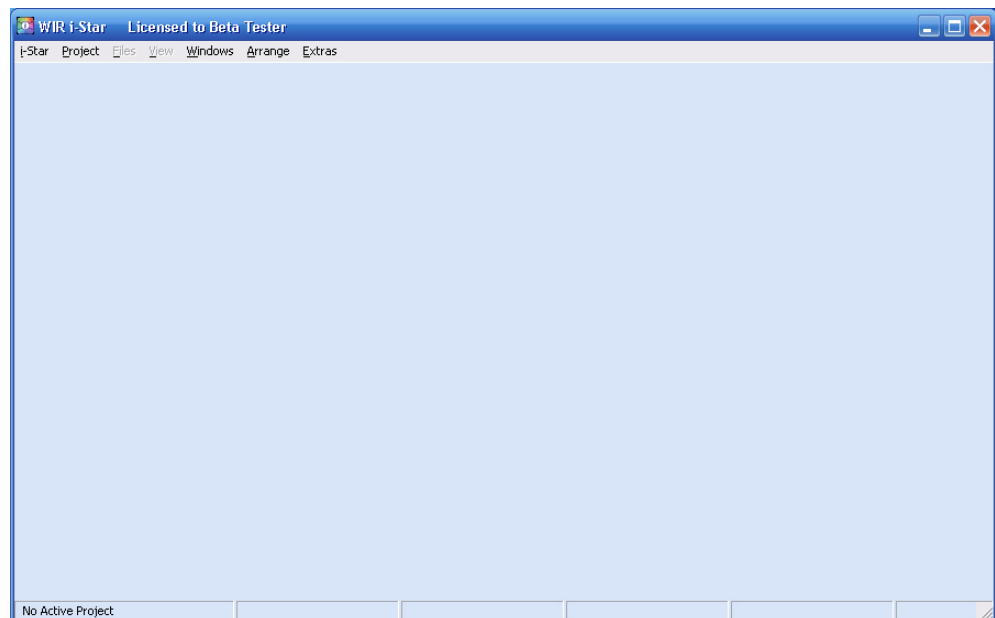 WIR i-Star Licensed to Beta Tester
i-Star Project Files View Windows Arrange Extras
No Active Project